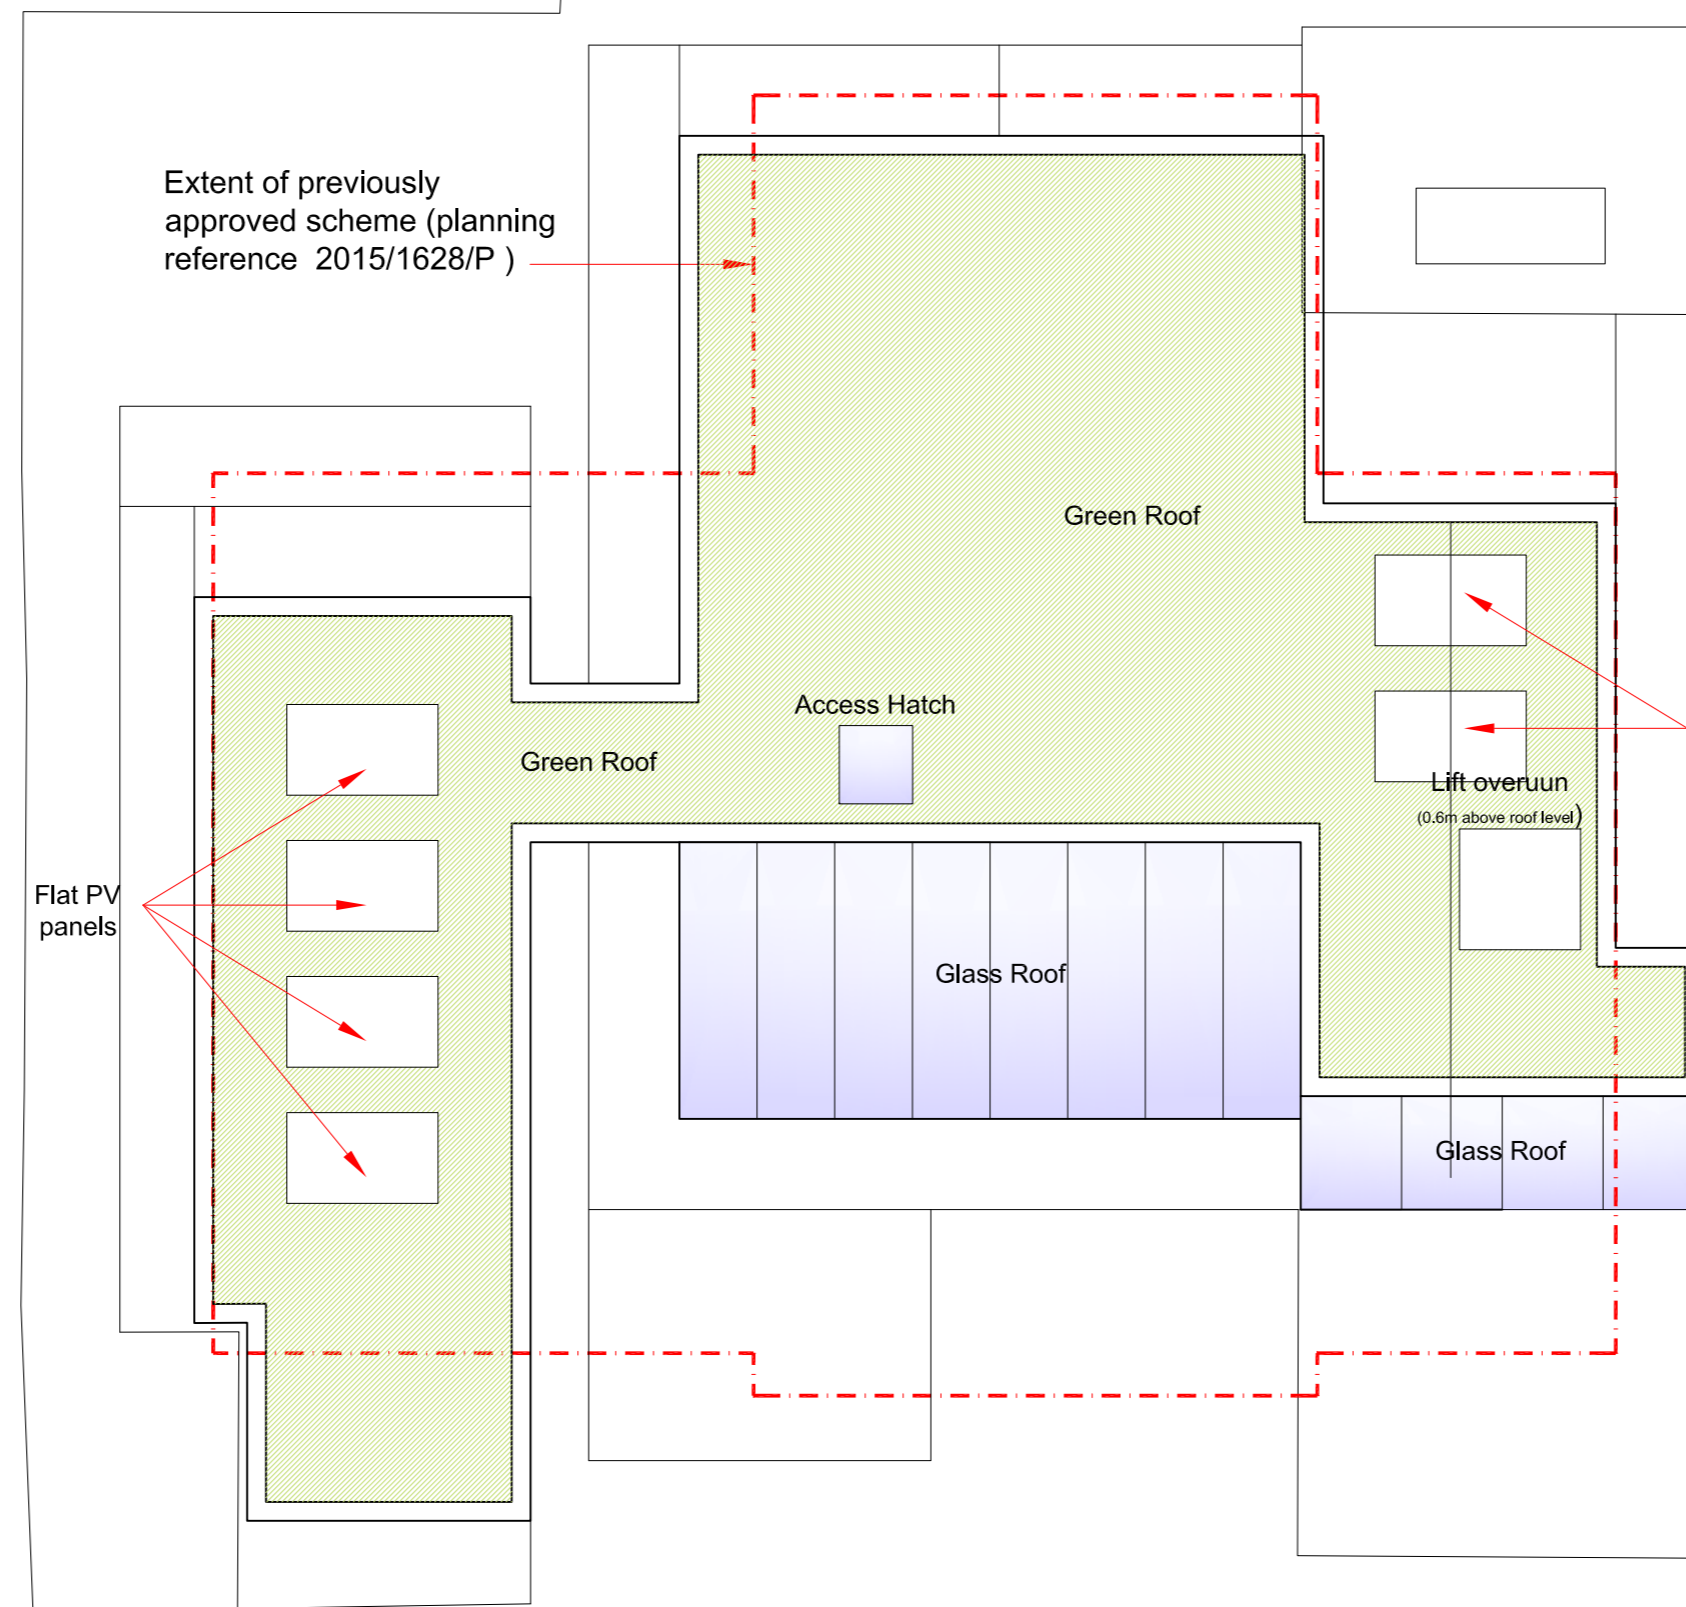 Extent of previously
approved scheme (planning
reference 2015/1628/P )
Green Roof
Access Hatch
Green Roof
Lift overuun
(0.6m above roof level)
Flat PV
panels
Glass Roof
Glass Roof